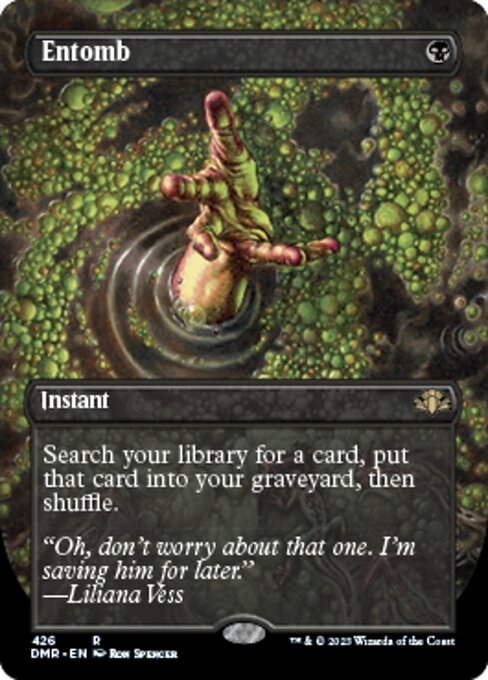 Entomb
Instant
Search your library for a card, put
that card into your graveyard, then
shuffle.
“Oh, don’t worry about that one. I’m
saving him for later.”
—Liliana Vess
426 R
DMR • EN Ron Spencer
™ & © 2023 Wizards of the Coast